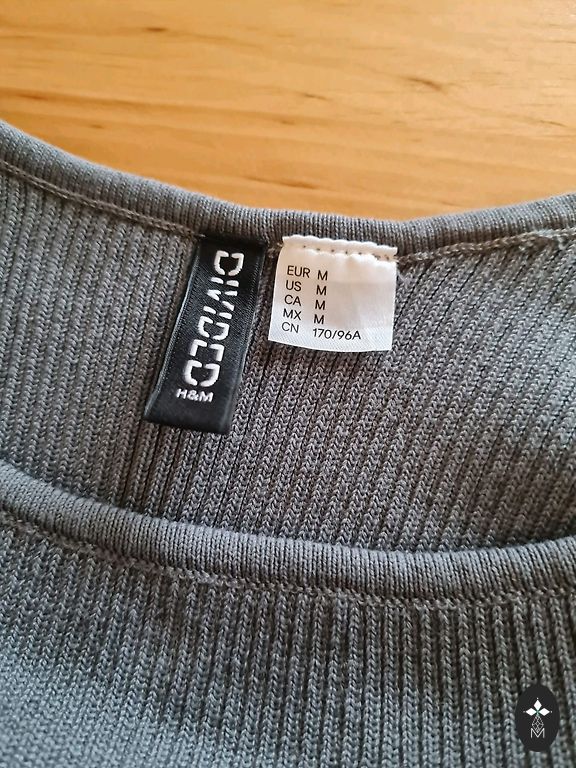 DIVIDED
H&M
EUR M
US M
CA M
MX M
CN 170/96A
M